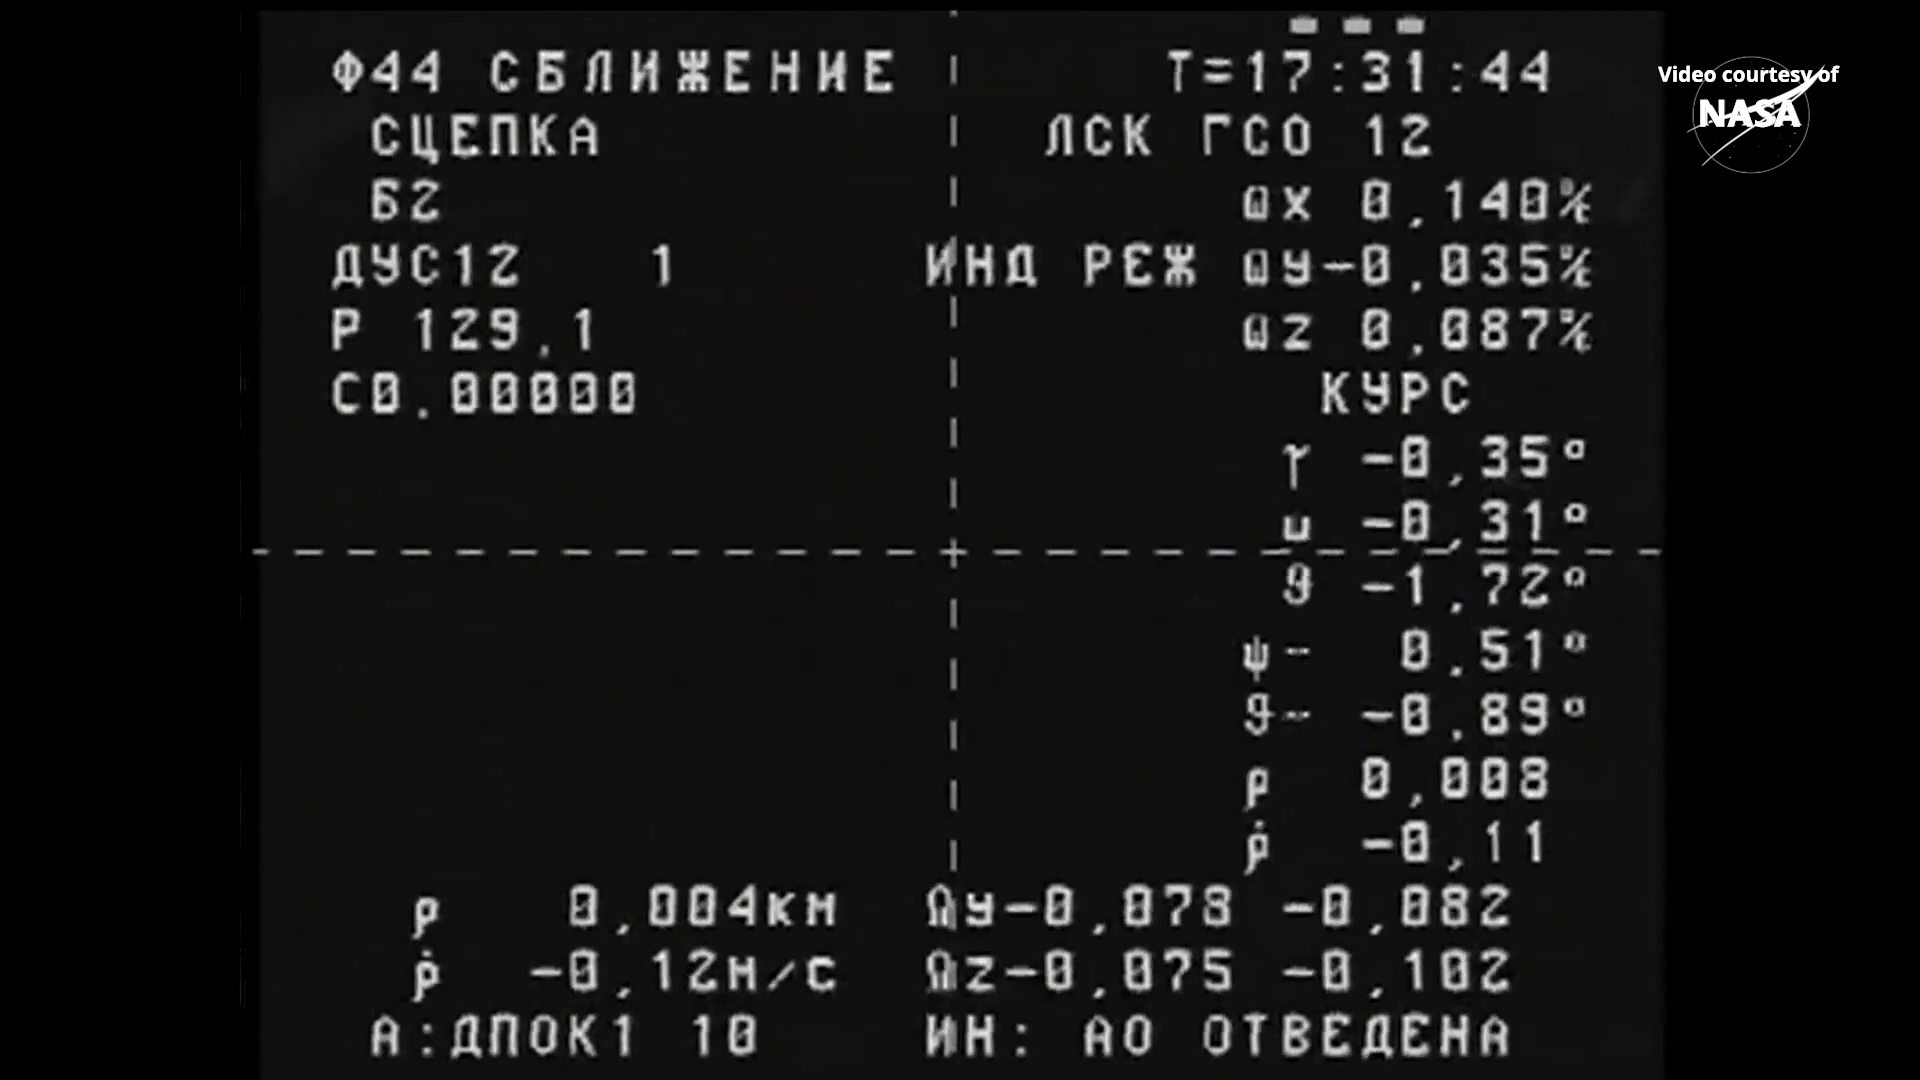 Ф44 СБЛИЖЕНИЕ T=17:31:44
Video courtesy of
NASA
СЦЕПКА ЛСК ГСО 12
Б2 ωx 0,140°/с
ДУС12 1 ИНД РЕЖ ωy-0,035°/с
Р 129,1 ωz 0,087°/с
С0.00000 КУРС
γ -0,35°
-0,31°
ϑ -1,72°
ψ- 0.51°
ϑ- -0.89°
ρ 0,008
ρ̇ -0,11
ρ 0,004км Ωy-0,078 -0,082
ρ̇ -0,12м/с Ωz-0,075 -0,102
А:ДПОК1 10 ИН: АО ОТВЕДЕНА